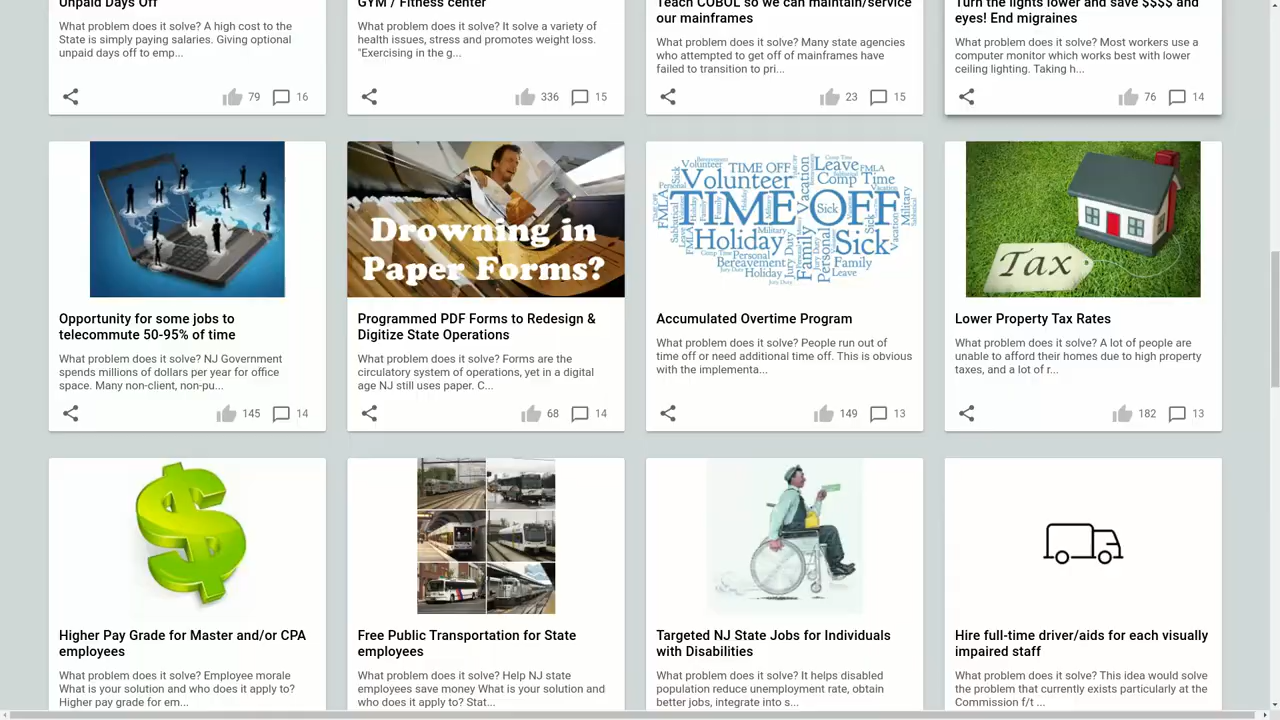 Unpaid Days Off
What problem does it solve? A high cost to the
State is simply paying salaries. Giving optional
unpaid days off to emp...
79
16
GYM / Fitness center
What problem does it solve? It solve a variety of
health issues, stress and promotes weight loss.
"Exercising in the g...
336
15
Teach COBOL so we can maintain/service
our mainframes
What problem does it solve? Many state agencies
who attempted to get off of mainframes have
failed to transition to pri...
23
15
Turn the lights lower and save $$$$ and
eyes! End migraines
What problem does it solve? Most workers use a
computer monitor which works best with lower
ceiling lighting. Taking h...
76
14
Opportunity for some jobs to
telecommute 50-95% of time
What problem does it solve? NJ Government
spends millions of dollars per year for office
space. Many non-client, non-pu...
145
14
Drowning in
Paper Forms?
Programmed PDF Forms to Redesign &
Digitize State Operations
What problem does it solve? Forms are the
circulatory system of operations, yet in a digital
age NJ still uses paper. C...
68
14
TIME OFF
Leave
FMLA
Volunteer
Comp Time
Vacation
TIME OFF
Sick
Holiday
Military
Sick
Family
Personal
Bereavement
Family
Holiday
Jury Duty
Leave
Accumulated Overtime Program
What problem does it solve? People run out of
time off or need additional time off. This is obvious
with the implementa...
149
13
Tax
Lower Property Tax Rates
What problem does it solve? A lot of people are
unable to afford their homes due to high property
taxes, and a lot of r...
182
13
Higher Pay Grade for Master and/or CPA
employees
What problem does it solve? Employee morale
What is your solution and who does it apply to?
Higher pay grade for em...
Free Public Transportation for State
employees
What problem does it solve? Help NJ state
employees save money What is your solution and
who does it apply to? Stat...
Targeted NJ State Jobs for Individuals
with Disabilities
What problem does it solve? It helps disabled
population reduce unemployment rate, obtain
better jobs, integrate into s...
Hire full-time driver/aids for each visually
impaired staff
What problem does it solve? This idea would solve
the problem that currently exists particularly at the
Commission f/t ...